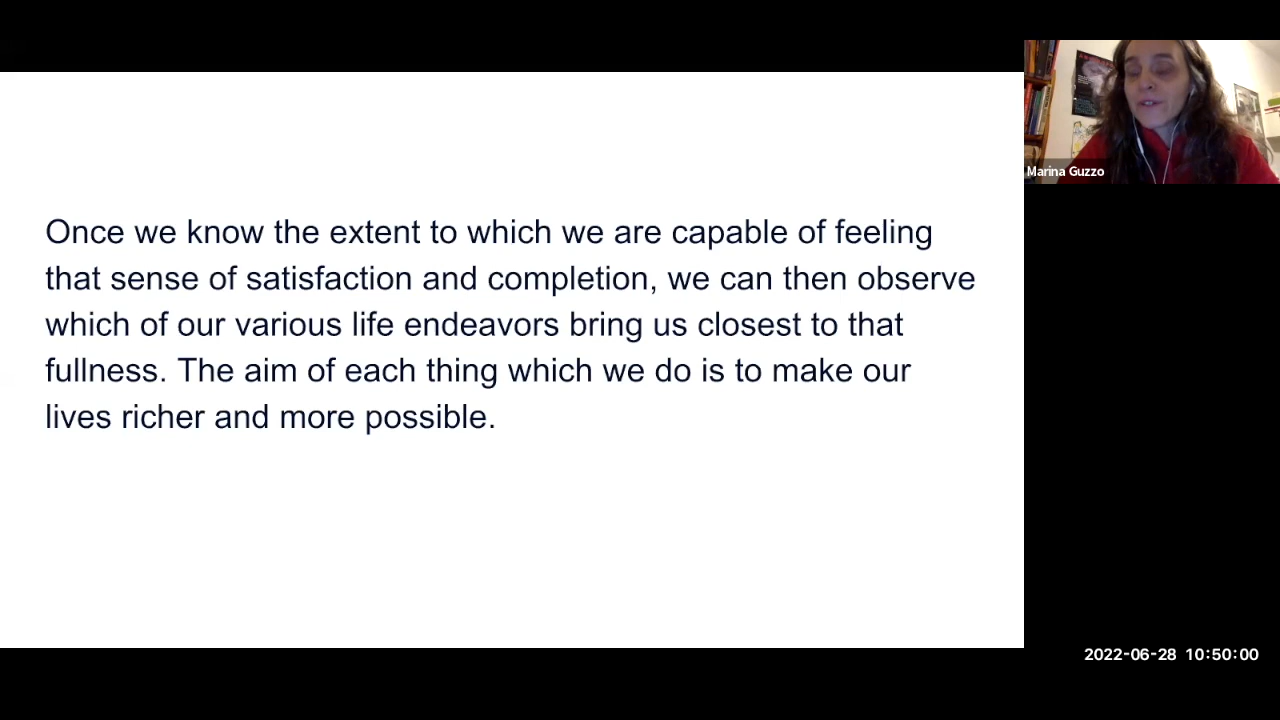 Once we know the extent to which we are capable of feeling
that sense of satisfaction and completion, we can then observe
which of our various life endeavors bring us closest to that
fullness. The aim of each thing which we do is to make our
lives richer and more possible.
Marina Guzzo
2022-06-28 10:50:00